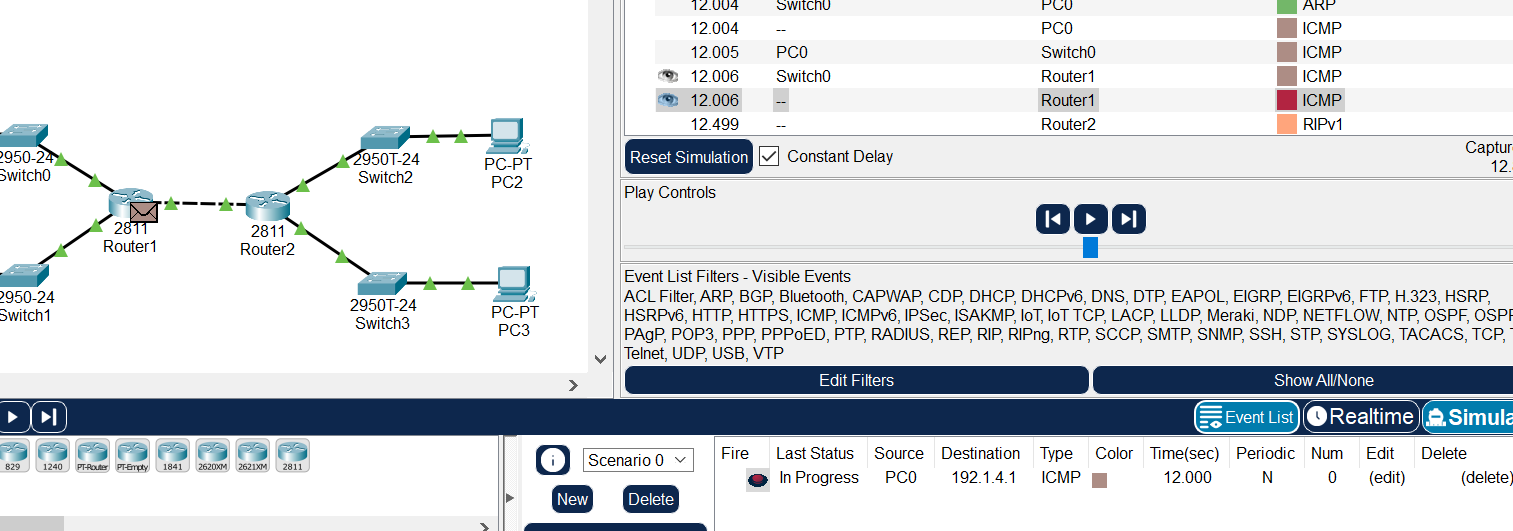 12.004 Switch0 PC0 ARP
12.004 -- PC0 ICMP
12.005 PC0 Switch0 ICMP
12.006 Switch0 Router1 ICMP
12.006 -- Router1 ICMP
12.499 -- Router2 RIPv1
Reset Simulation Constant Delay
Captur
12.
Play Controls
Event List Filters - Visible Events
ACL Filter, ARP, BGP, Bluetooth, CAPWAP, CDP, DHCP, DHCPv6, DNS, DTP, EAPOL, EIGRP, EIGRPv6, FTP, H.323, HSRP,
HSRPv6, HTTP, HTTPS, ICMP, ICMPv6, IPSec, ISAKMP, IoT, IoT TCP, LACP, LLDP, Meraki, NDP, NETFLOW, NTP, OSPF, OSPF
PAgP, POP3, PPP, PPPoED, PTP, RADIUS, REP, RIP, RIPng, RTP, SCCP, SMTP, SNMP, SSH, STP, SYSLOG, TACACS, TCP, T
Telnet, UDP, USB, VTP
Edit Filters Show All/None
2950-24
Switch0
2811
Router1
2950-24
Switch1
2811
Router2
2950T-24
Switch2
PC-PT
PC2
2950T-24
Switch3
PC-PT
PC3
Event List Realtime Simula
829 1240 PT-Router PT-Empty 1841 2620XM 2621XM 2811
Scenario 0
New Delete
Fire Last Status Source Destination Type Color Time(sec) Periodic Num Edit Delete
In Progress PC0 192.1.4.1 ICMP 12.000 N 0 (edit) (delete)